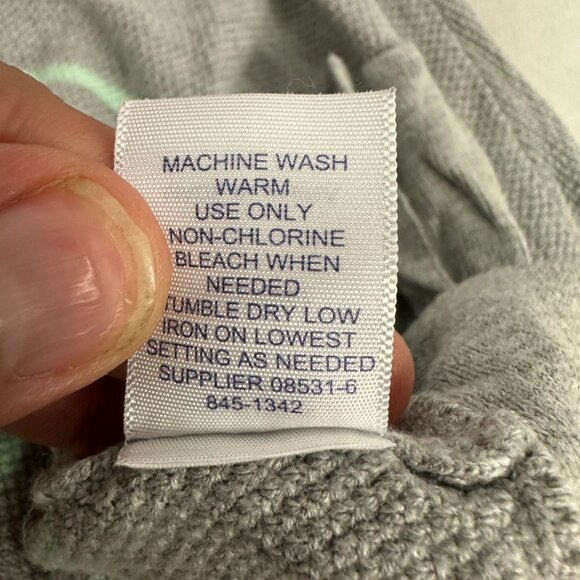 MACHINE WASH
WARM
USE ONLY
NON-CHLORINE
BLEACH WHEN
NEEDED
TUMBLE DRY LOW
IRON ON LOWEST
SETTING AS NEEDED
SUPPLIER 08531-6
845-1342